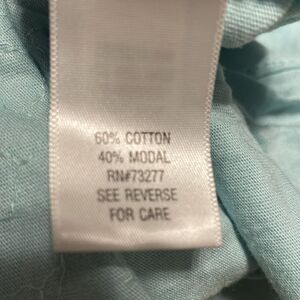 60% COTTON
40% MODAL
RN#73277
SEE REVERSE
FOR CARE